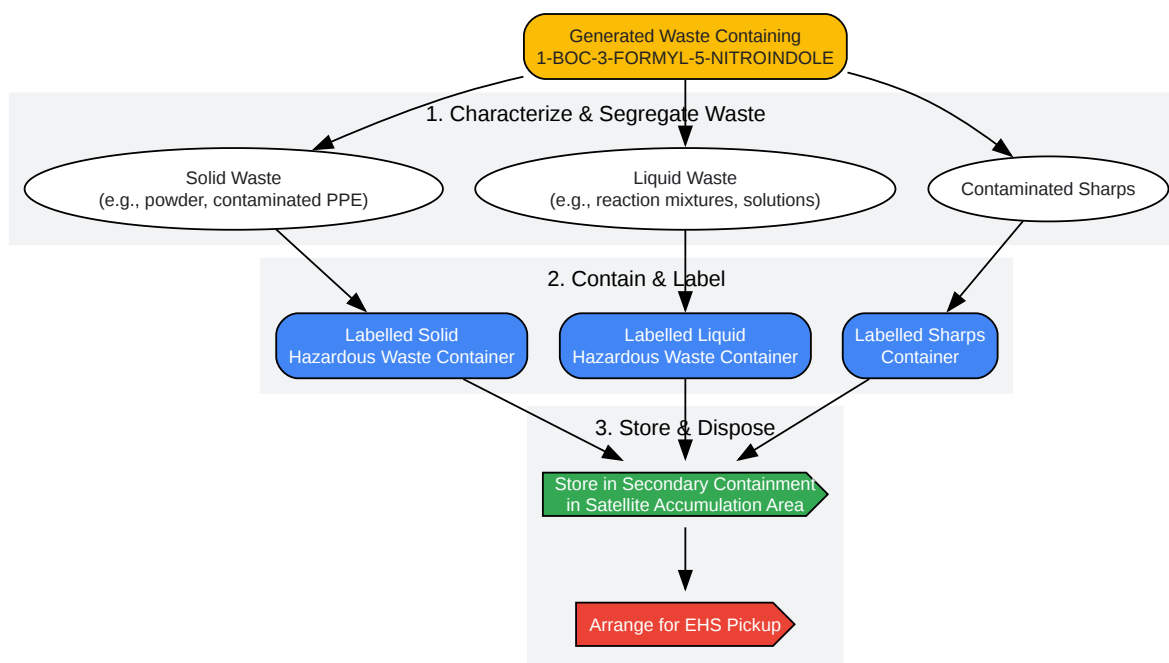 Generated Waste Containing
1-BOC-3-FORMYL-5-NITROINDOLE
1. Characterize & Segregate Waste
Solid Waste
(e.g., powder, contaminated PPE)
Liquid Waste
(e.g., reaction mixtures, solutions)
Contaminated Sharps
2. Contain & Label
Labelled Solid
Hazardous Waste Container
Labelled Liquid
Hazardous Waste Container
Labelled Sharps
Container
3. Store & Dispose
Store in Secondary Containment
in Satellite Accumulation Area
Arrange for EHS Pickup